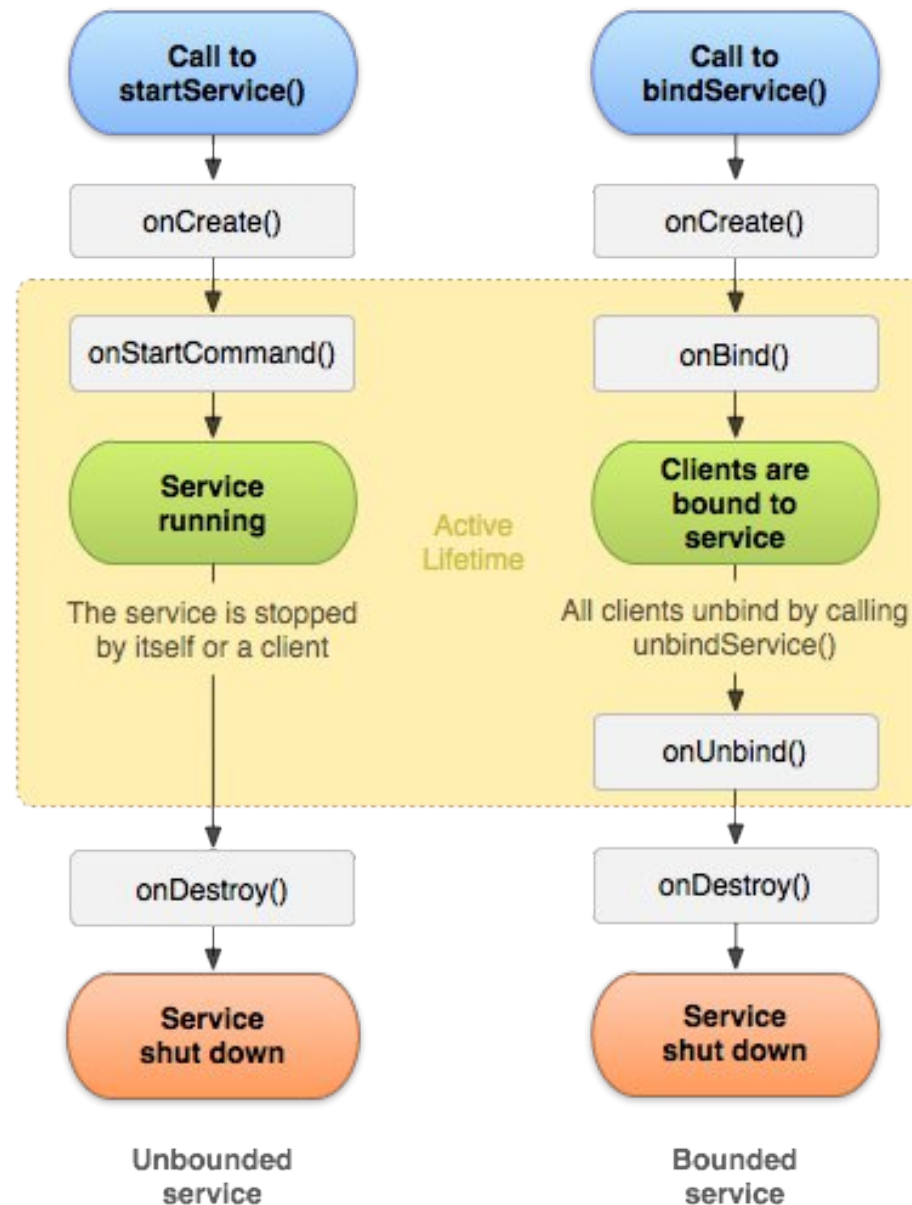 Call to
startService()
onCreate()
onStartCommand()
Service
running
The service is stopped
by itself or a client
onDestroy()
Service
shut down
Unbounded
service
Active
Lifetime
Call to
bindService()
onCreate()
onBind()
Clients are
bound to
service
All clients unbind by calling
unbindService()
onUnbind()
onDestroy()
Service
shut down
Bounded
service